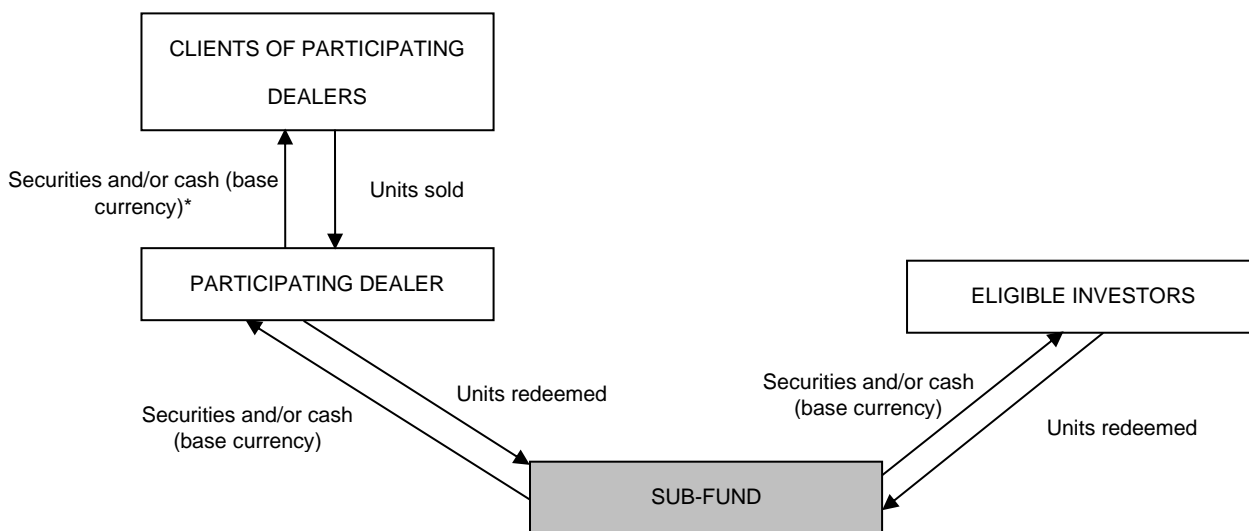 CLIENTS OF PARTICIPATING
DEALERS
Securities and/or cash (base
currency)*
Units sold
PARTICIPATING DEALER
ELIGIBLE INVESTORS
Units redeemed
Securities and/or cash
(base currency)
Securities and/or cash
(base currency)
Units redeemed
SUB-FUND